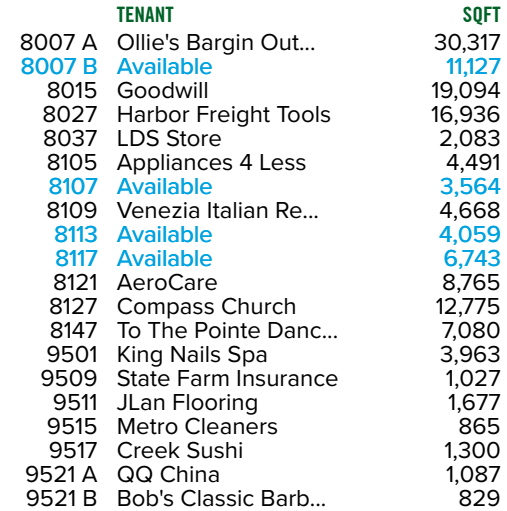 TENANT SQFT
8007 A Ollie's Bargin Out... 30,317
8007 B Available 11,127
8015 Goodwill 19,094
8027 Harbor Freight Tools 16,936
8037 LDS Store 2,083
8105 Appliances 4 Less 4,491
8107 Available 3,564
8109 Venezia Italian Re... 4,668
8113 Available 4,059
8117 Available 6,743
8121 AeroCare 8,765
8127 Compass Church 12,775
8147 To The Pointe Danc... 7,080
9501 King Nails Spa 3,963
9509 State Farm Insurance 1,027
9511 JLan Flooring 1,677
9515 Metro Cleaners 865
9517 Creek Sushi 1,300
9521 A QQ China 1,087
9521 B Bob's Classic Barb... 829